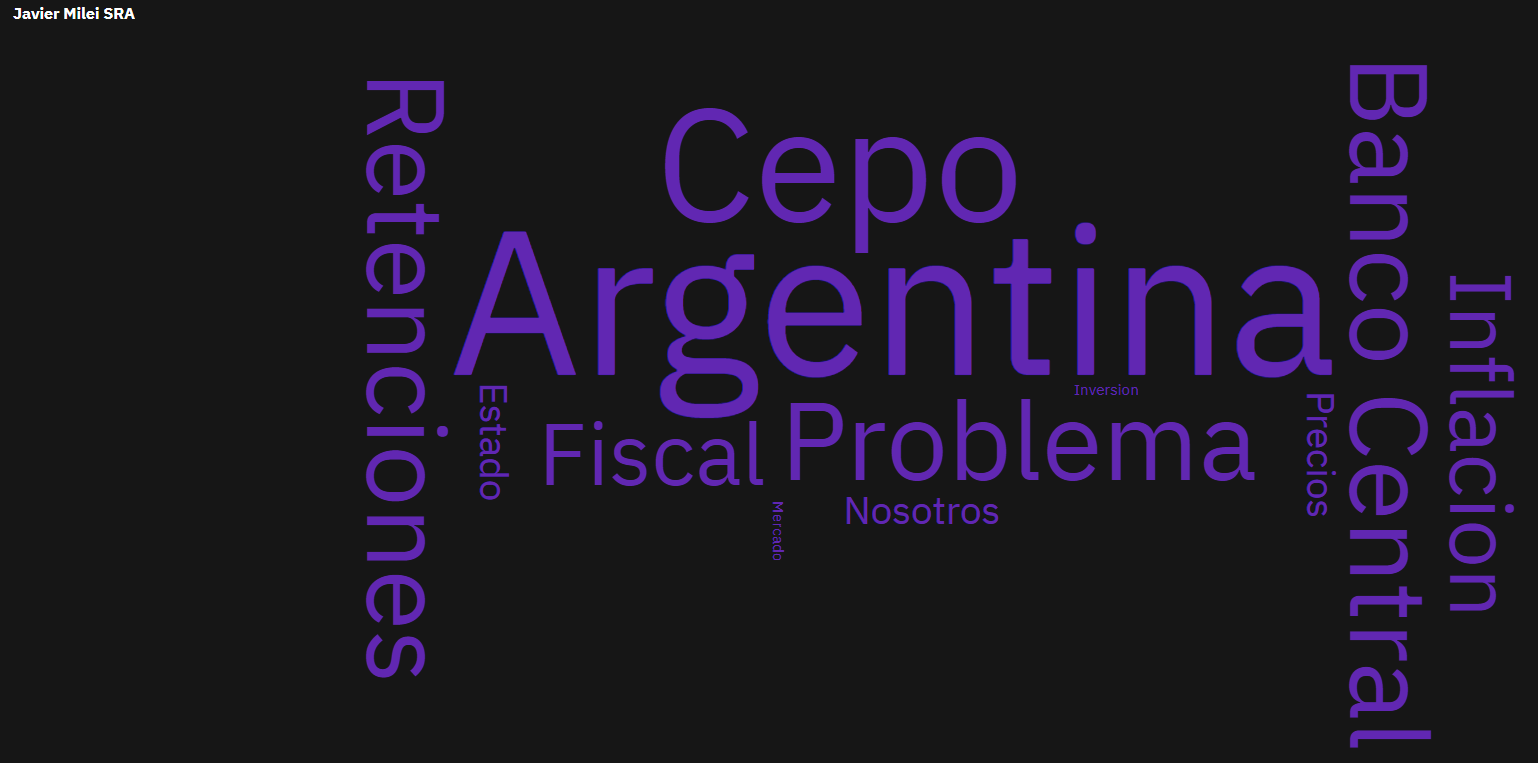 Javier Milei SRA
Retenciones
Cepo
Argentina
Banco Central
Inflacion
Estado
Fiscal
Problema
Inversion
Precios
Nosotros
Mercado